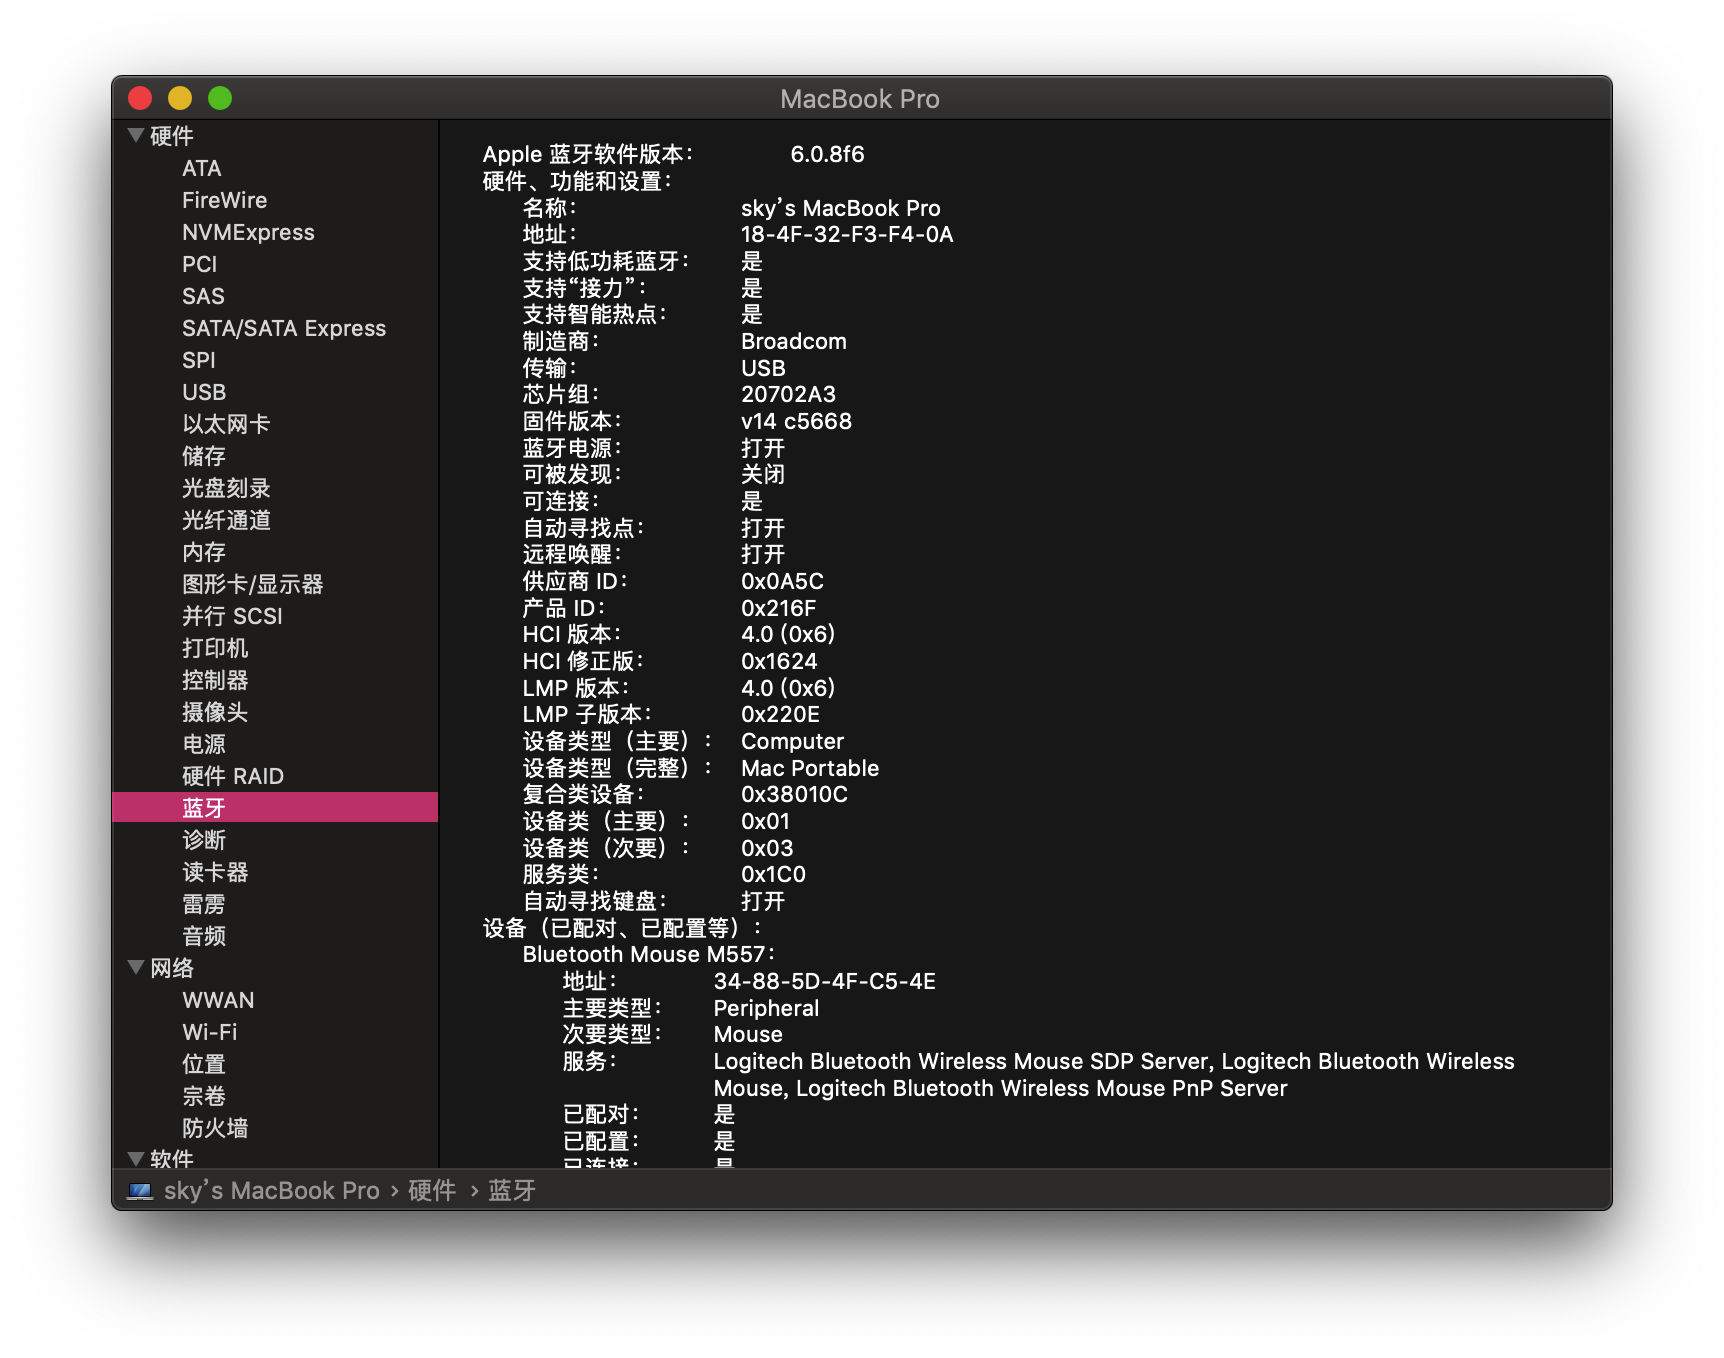 MacBook Pro
硬件
ATA
FireWire
NVMExpress
PCI
SAS
SATA/SATA Express
SPI
USB
以太网卡
储存
光盘刻录
光纤通道
内存
图形卡/显示器
并行 SCSI
打印机
控制器
摄像头
电源
硬件 RAID
蓝牙
诊断
读卡器
雷雳
音频
网络
WWAN
Wi-Fi
位置
宗卷
防火墙
软件
Apple 蓝牙软件版本： 6.0.8f6
硬件、功能和设置：
名称： sky’s MacBook Pro
地址： 18-4F-32-F3-F4-0A
支持低功耗蓝牙： 是
支持“接力”： 是
支持智能热点： 是
制造商： Broadcom
传输： USB
芯片组： 20702A3
固件版本： v14 c5668
蓝牙电源： 打开
可被发现： 关闭
可连接： 是
自动寻找点： 打开
远程唤醒： 打开
供应商 ID： 0x0A5C
产品 ID： 0x216F
HCI 版本： 4.0 (0x6)
HCI 修正版： 0x1624
LMP 版本： 4.0 (0x6)
LMP 子版本： 0x220E
设备类型（主要）： Computer
设备类型（完整）： Mac Portable
复合类设备： 0x38010C
设备类（主要）： 0x01
设备类（次要）： 0x03
服务类： 0x1C0
自动寻找键盘： 打开
设备（已配对、已配置等）：
Bluetooth Mouse M557：
地址： 34-88-5D-4F-C5-4E
主要类型： Peripheral
次要类型： Mouse
服务： Logitech Bluetooth Wireless Mouse SDP Server, Logitech Bluetooth Wireless
Mouse, Logitech Bluetooth Wireless Mouse PnP Server
已配对： 是
已配置： 是
已连接： 是
sky’s MacBook Pro › 硬件 › 蓝牙